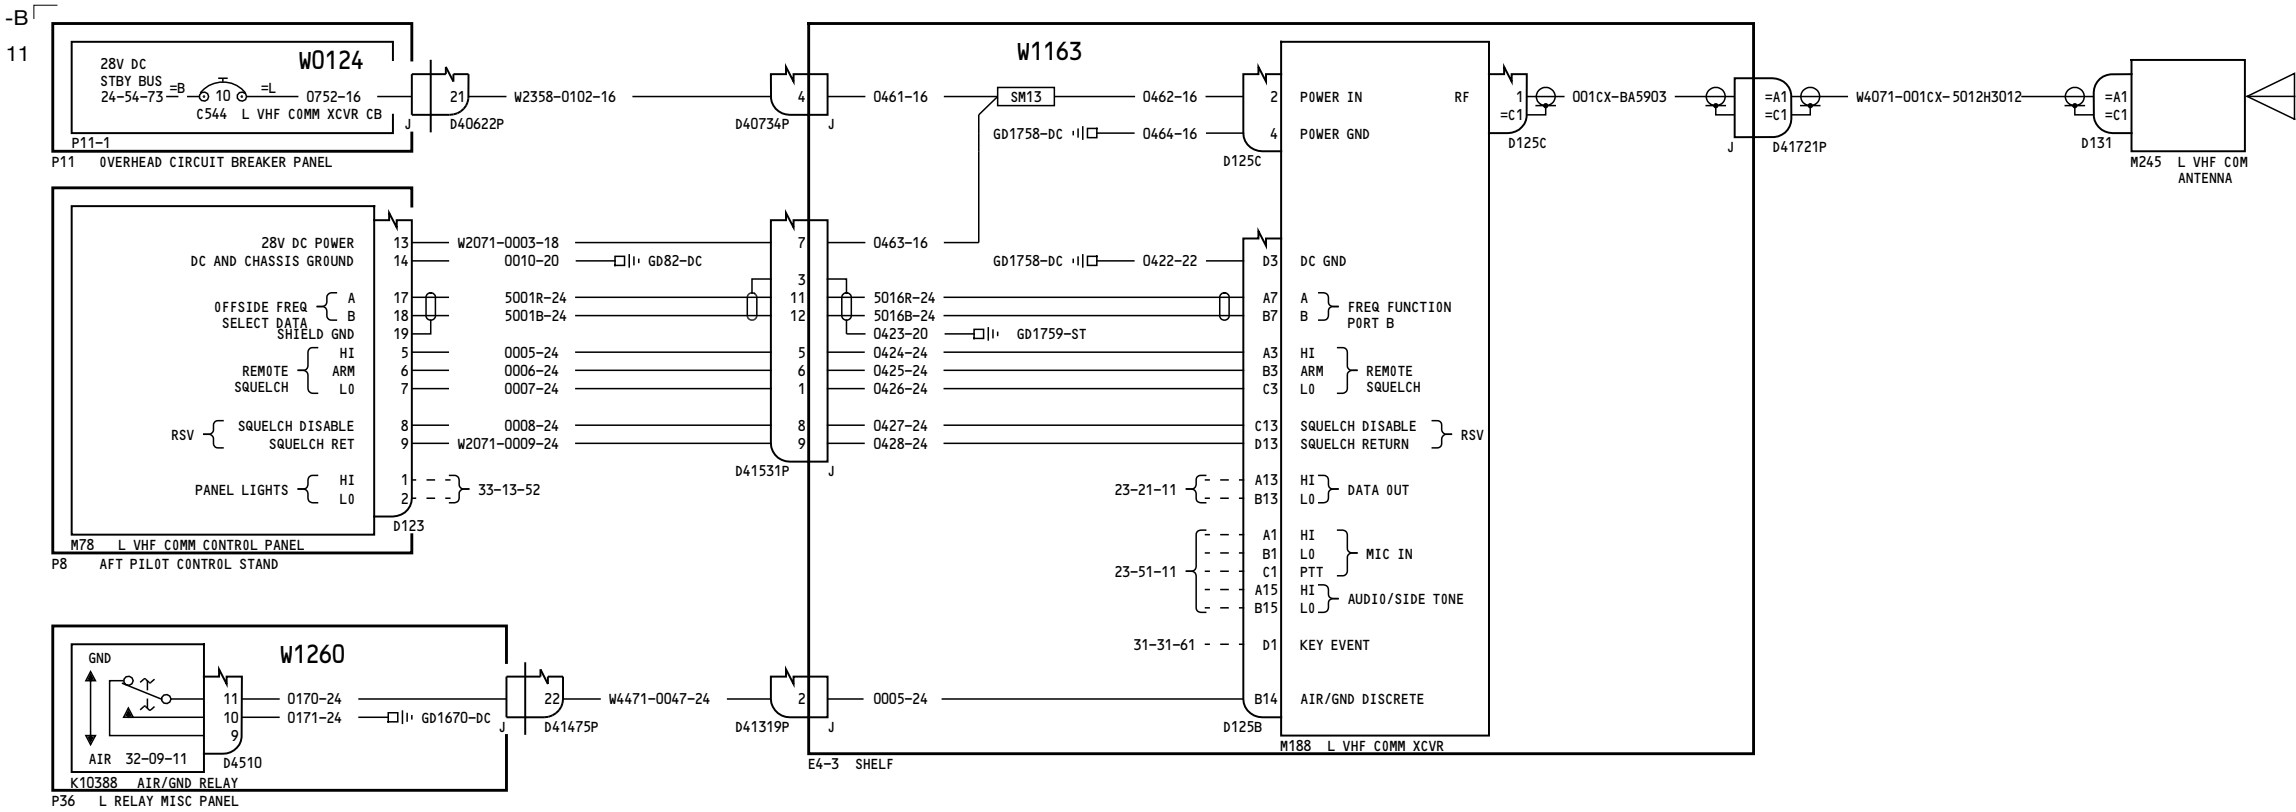 -B
11
28V DC
STBY BUS
24-54-73
=B
10
=L
W0124
0752-16
C544 L VHF COMM XCVR CB
J
P11-1
P11 OVERHEAD CIRCUIT BREAKER PANEL
21
D40622P
W2358-0102-16
4
D40734P
J
W1163
0461-16
SM13
0462-16
2
POWER IN
RF
GD1758-DC
0464-16
4
POWER GND
D125C
1
=C1
D125C
001CX-BA5903
J
=A1
=C1
D41721P
W4071-001CX-5012H3012
=A1
=C1
D131
M245 L VHF COM
ANTENNA
28V DC POWER
13
W2071-0003-18
7
0463-16
DC AND CHASSIS GROUND
14
0010-20
GD82-DC
GD1758-DC
0422-22
D3
DC GND
3
OFFSIDE FREQ
SELECT DATA
A
17
5001R-24
11
5016R-24
A7
A
B
18
5001B-24
12
5016B-24
B7
B
FREQ FUNCTION
PORT B
SHIELD GND
19
0423-20
GD1759-ST
REMOTE
SQUELCH
HI
5
0005-24
5
0424-24
A3
HI
ARM
6
0006-24
6
0425-24
B3
ARM
LO
7
0007-24
1
0426-24
C3
LO
REMOTE
SQUELCH
RSV
SQUELCH DISABLE
8
0008-24
8
0427-24
C13
SQUELCH DISABLE
SQUELCH RET
9
W2071-0009-24
9
0428-24
D13
SQUELCH RETURN
RSV
D41531P
J
PANEL LIGHTS
HI
1
LO
2
33-13-52
D123
M78 L VHF COMM CONTROL PANEL
P8 AFT PILOT CONTROL STAND
23-21-11
A13
HI
B13
LO
DATA OUT
23-51-11
A1
HI
B1
LO
C1
PTT
MIC IN
A15
HI
B15
LO
AUDIO/SIDE TONE
31-31-61
D1
KEY EVENT
GND
W1260
11
0170-24
10
0171-24
GD1670-DC
9
AIR 32-09-11
D4510
K10388 AIR/GND RELAY
P36 L RELAY MISC PANEL
J
22
D41475P
W4471-0047-24
2
D41319P
J
0005-24
B14
AIR/GND DISCRETE
D125B
M188 L VHF COMM XCVR
E4-3 SHELF